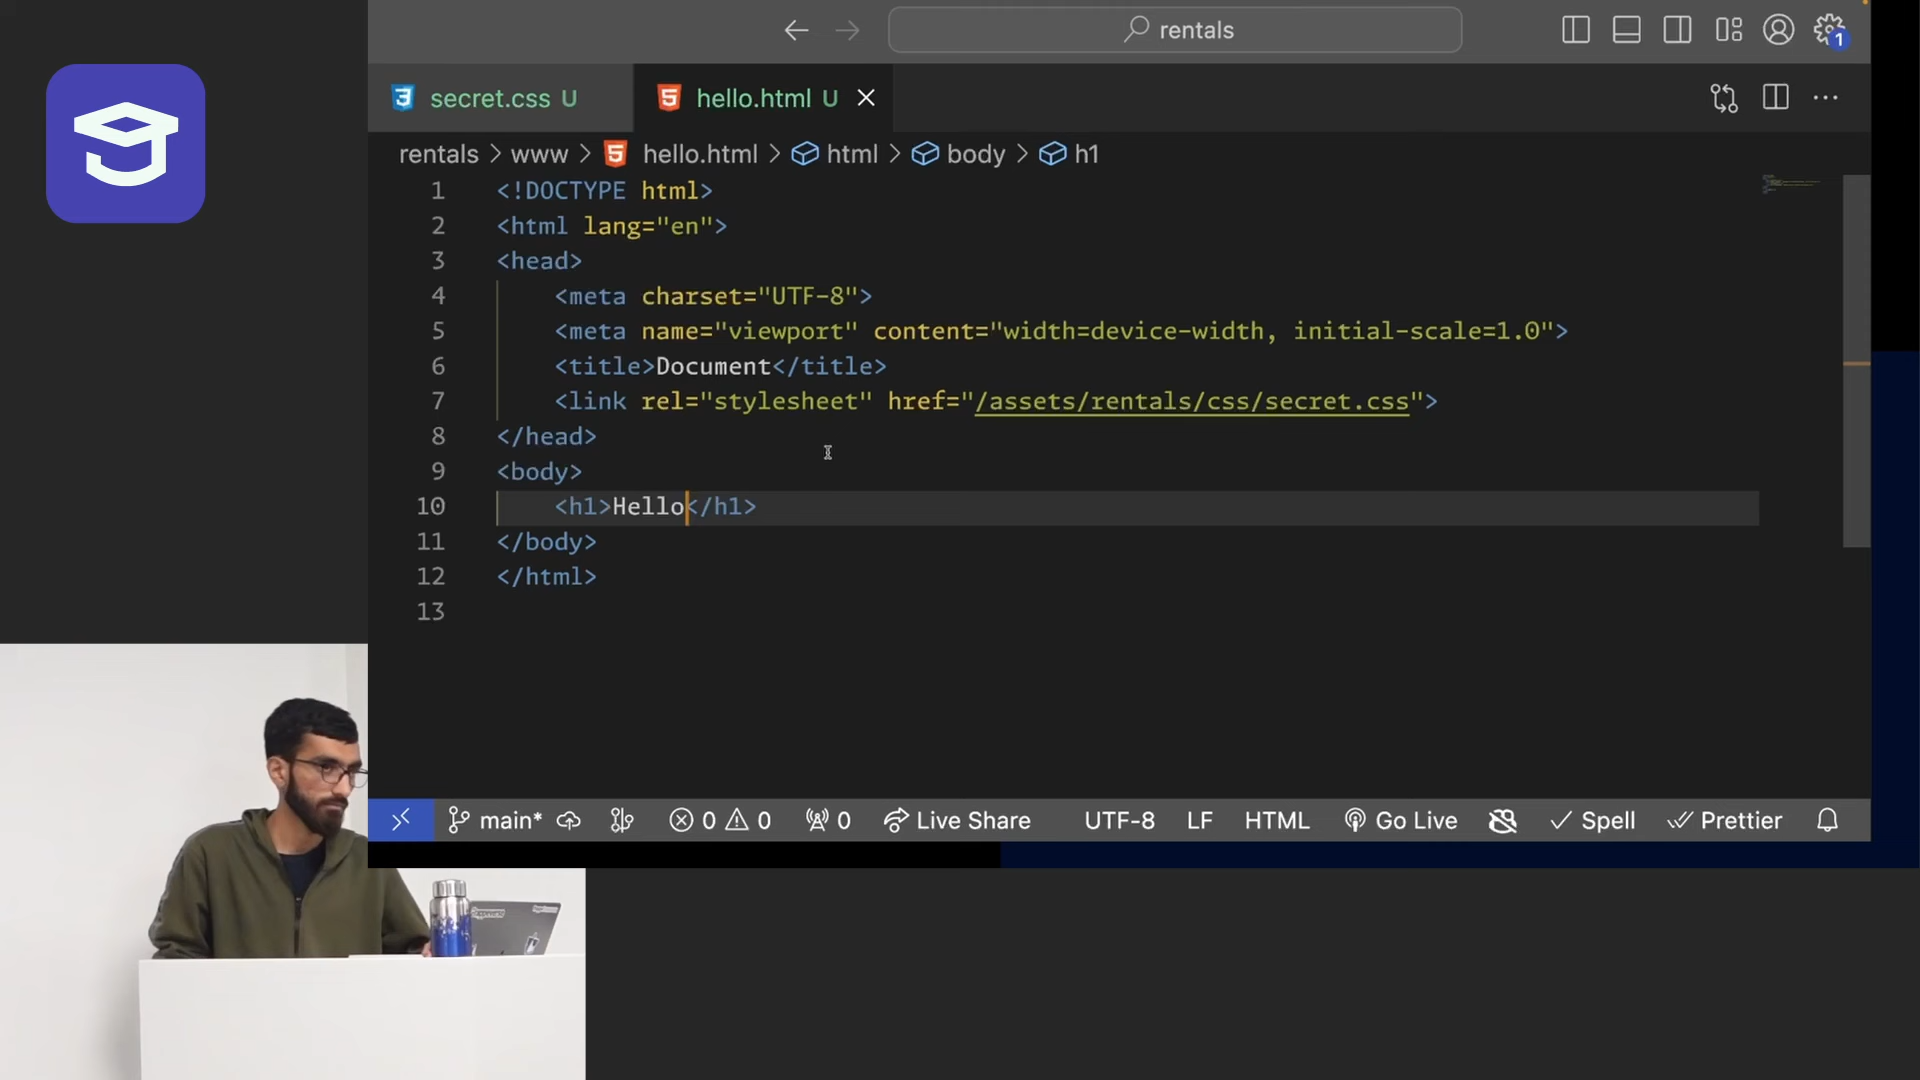 rentals
1
secret.css U
hello.html U
rentals > www > hello.html > html > body > h1
1 <!DOCTYPE html>
2 <html lang="en">
3 <head>
4 <meta charset="UTF-8">
5 <meta name="viewport" content="width=device-width, initial-scale=1.0">
6 <title>Document</title>
7 <link rel="stylesheet" href="/assets/rentals/css/secret.css">
8 </head>
9 <body>
10 <h1>Hello</h1>
11 </body>
12 </html>
13
main* 0 0 0 Live Share UTF-8 LF HTML Go Live Spell Prettier